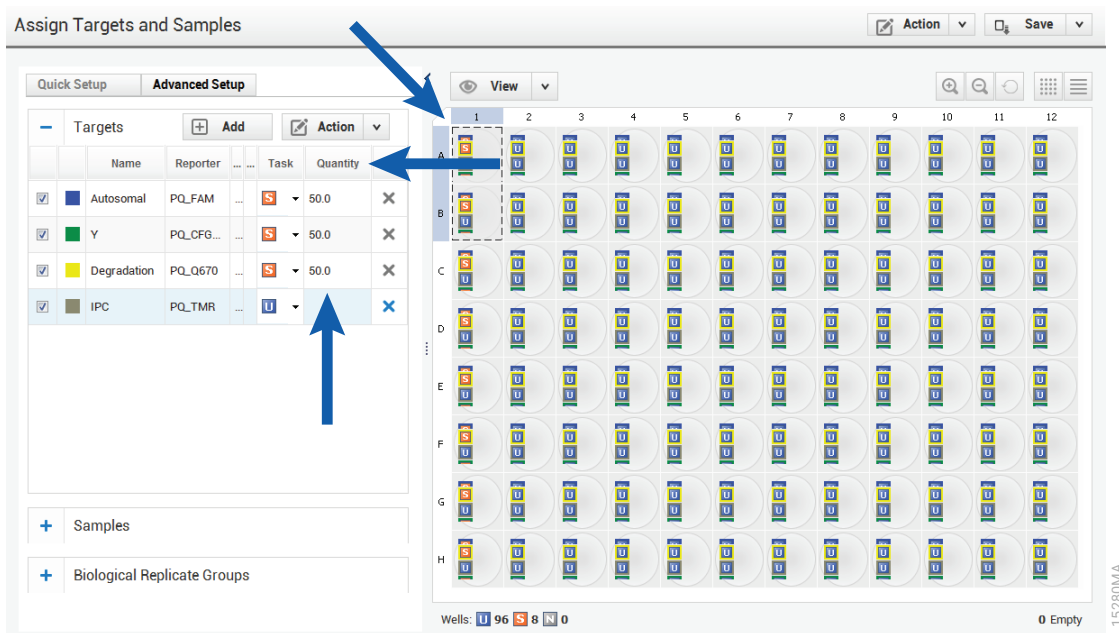 Assign Targets and Samples
Action
Save
Quick Setup
Advanced Setup
View
Targets
Add
Action
Name Reporter ... ... Task Quantity
Autosomal PQ_FAM ... S 50.0
Y PQ_CFG... ... S 50.0
Degradation PQ_Q670 ... S 50.0
IPC PQ_TMR ... U
Samples
Biological Replicate Groups
1 2 3 4 5 6 7 8 9 10 11 12
A S U U U U U U U U U U U
U U U U U U U U U U U
B S U U U U U U U U U U U
U U U U U U U U U U U U
C S U U U U U U U U U U U
U U U U U U U U U U U U
D S U U U U U U U U U U U
U U U U U U U U U U U U
E S U U U U U U U U U U U
U U U U U U U U U U U U
F S U U U U U U U U U U U
U U U U U U U U U U U U
G S U U U U U U U U U U U
U U U U U U U U U U U U
H S U U U U U U U U U U U
U U U U U U U U U U U U
Wells: U 96 S 8 N 0
0 Empty
15280MA